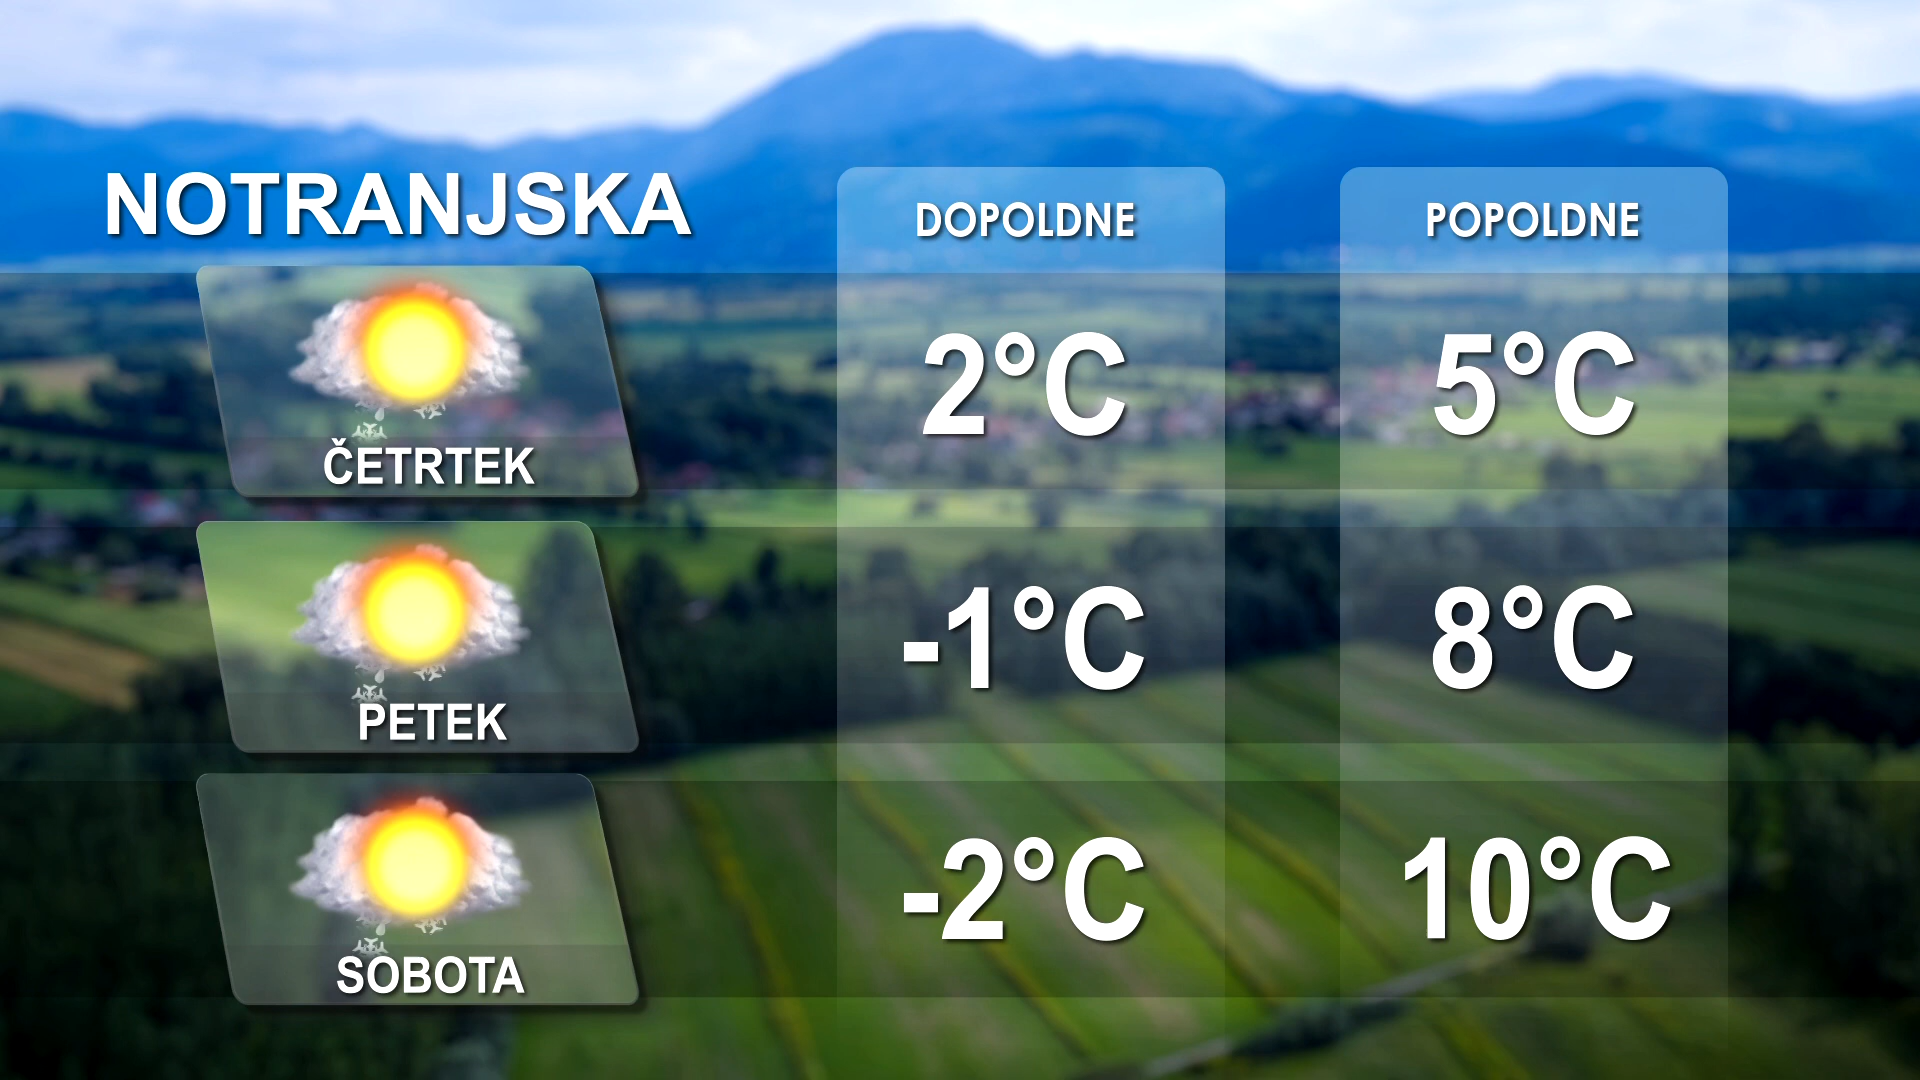 NOTRANJSKA
DOPOLDNE POPOLDNE
ČETRTEK 2°C 5°C
PETEK -1°C 8°C
SOBOTA -2°C 10°C